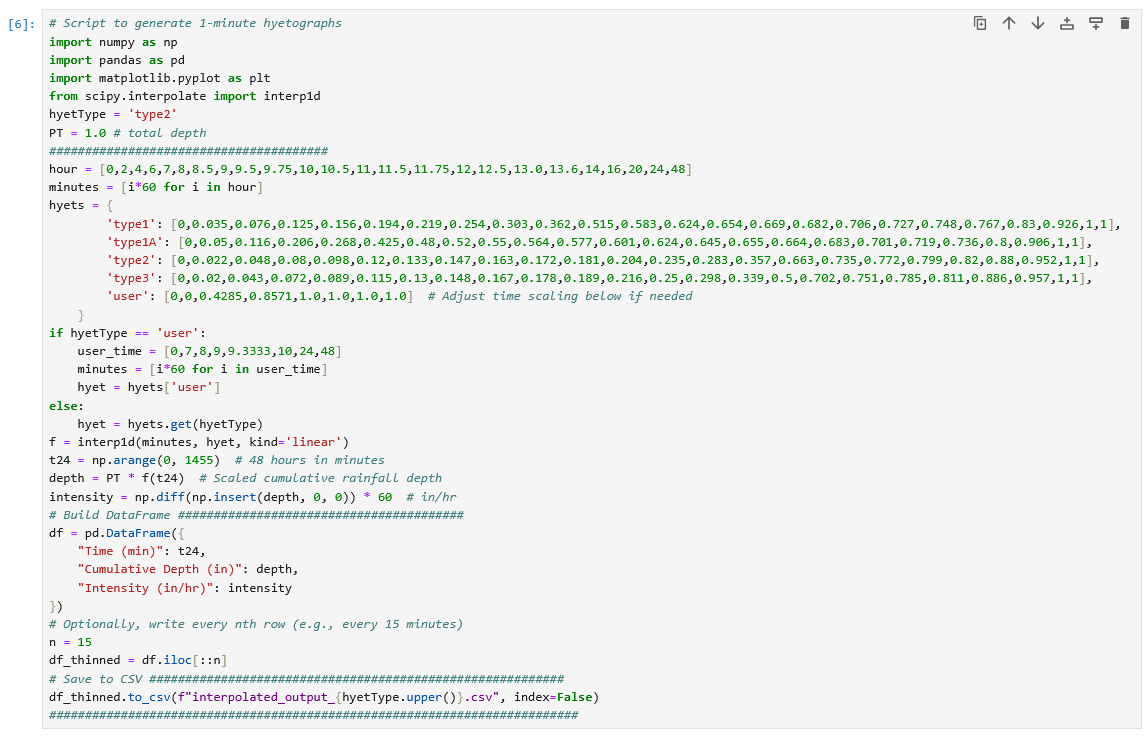 [6]: # Script to generate 1-minute hyetographs
import numpy as np
import pandas as pd
import matplotlib.pyplot as plt
from scipy.interpolate import interp1d
hyetType = 'type2'
PT = 1.0 # total depth
#######################################
hour = [0,2,4,6,7,8,8.5,9,9.5,9.75,10,10.5,11,11.5,11.75,12,12.5,13.0,13.6,14,16,20,24,48]
minutes = [i*60 for i in hour]
hyets = {
        'type1': [0,0.035,0.076,0.125,0.156,0.194,0.219,0.254,0.303,0.362,0.515,0.583,0.624,0.654,0.669,0.682,0.706,0.727,0.748,0.767,0.83,0.926,1,1],
        'type1A': [0,0.05,0.116,0.206,0.268,0.425,0.48,0.52,0.55,0.564,0.577,0.601,0.624,0.645,0.655,0.664,0.683,0.701,0.719,0.736,0.8,0.906,1,1],
        'type2': [0,0.022,0.048,0.08,0.098,0.12,0.133,0.147,0.163,0.172,0.181,0.204,0.235,0.283,0.357,0.663,0.735,0.772,0.799,0.82,0.88,0.952,1,1],
        'type3': [0,0.02,0.043,0.072,0.089,0.115,0.13,0.148,0.167,0.178,0.189,0.216,0.25,0.298,0.339,0.5,0.702,0.751,0.785,0.811,0.886,0.957,1,1],
        'user': [0,0,0.4285,0.8571,1.0,1.0,1.0,1.0]  # Adjust time scaling below if needed
    }
if hyetType == 'user':
    user_time = [0,7,8,9,9.3333,10,24,48]
    minutes = [i*60 for i in user_time]
    hyet = hyets['user']
else:
    hyet = hyets.get(hyetType)
f = interp1d(minutes, hyet, kind='linear')
t24 = np.arange(0, 1455)  # 48 hours in minutes
depth = PT * f(t24)  # Scaled cumulative rainfall depth
intensity = np.diff(np.insert(depth, 0, 0)) * 60  # in/hr
# Build DataFrame ########################################
df = pd.DataFrame({
    "Time (min)": t24,
    "Cumulative Depth (in)": depth,
    "Intensity (in/hr)": intensity
})
# Optionally, write every nth row (e.g., every 15 minutes)
n = 15
df_thinned = df.iloc[::n]
# Save to CSV ##########################################################
df_thinned.to_csv(f"interpolated_output_{hyetType.upper()}.csv", index=False)
##########################################################################